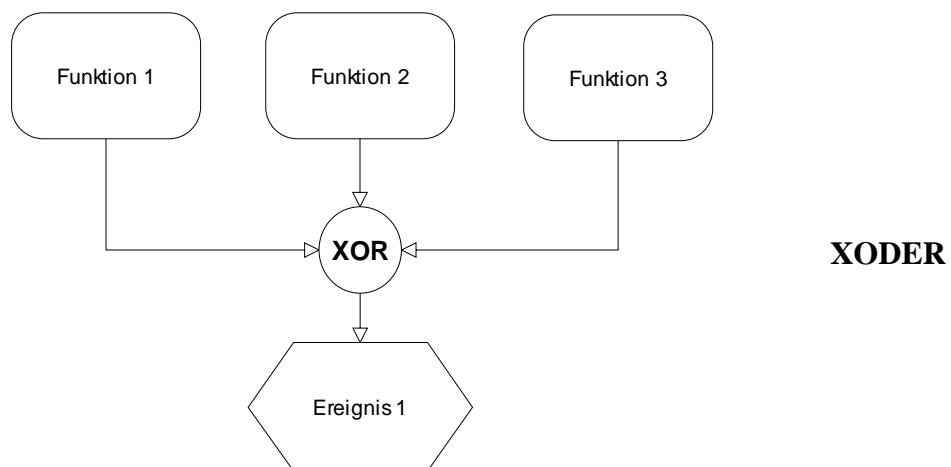 Funktion 1
Funktion 2
Funktion 3
XOR
XODER
Ereignis 1